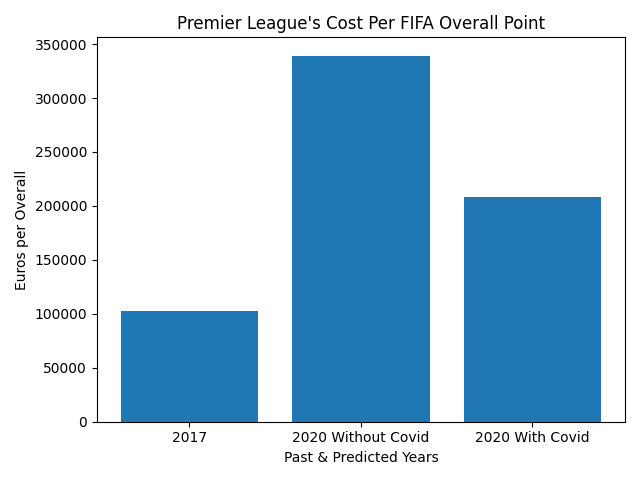 Premier League's Cost Per FIFA Overall Point
Euros per Overall
350000
300000
250000
200000
150000
100000
50000
0
2017
2020 Without Covid
2020 With Covid
Past & Predicted Years